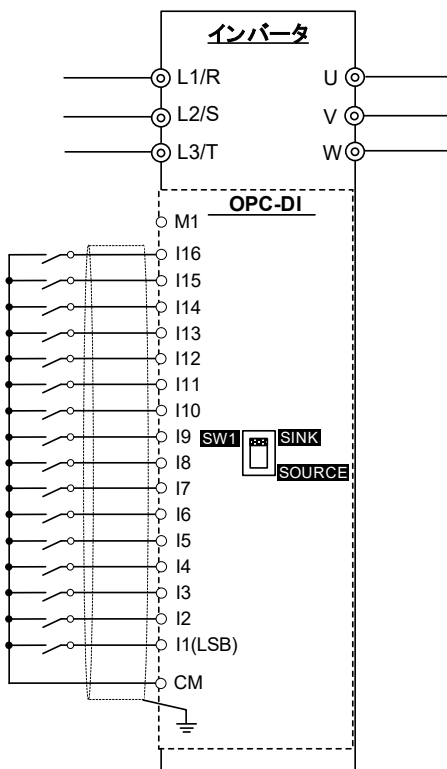 インバータ
L1/R
U
L2/S
V
L3/T
W
OPC-DI
M1
I16
I15
I14
I13
I12
I11
I10
I9
SW1
SINK
I8
I7
SOURCE
I6
I5
I4
I3
I2
I1(LSB)
CM